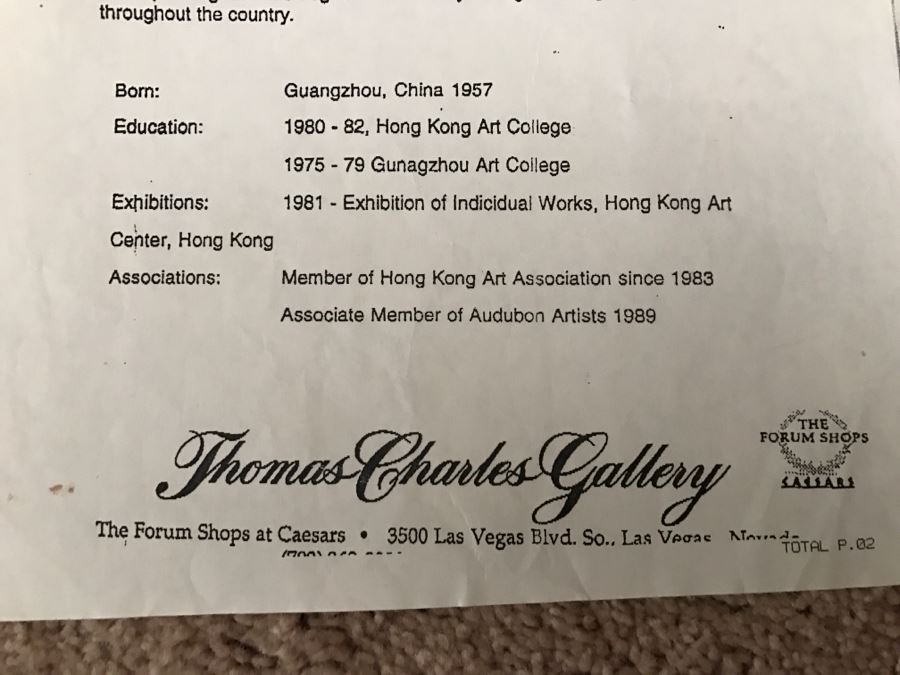 throughout the country.
Born: Guangzhou, China 1957
Education: 1980 - 82, Hong Kong Art College
1975 - 79 Gunagzhou Art College
Exhibitions: 1981 - Exhibition of Indicidual Works, Hong Kong Art
Center, Hong Kong
Associations: Member of Hong Kong Art Association since 1983
Associate Member of Audubon Artists 1989
Thomas Charles Gallery
THE
FORUM SHOPS
CAESARS
The Forum Shops at Caesars • 3500 Las Vegas Blvd. So., Las Vegas
TOTAL P.02